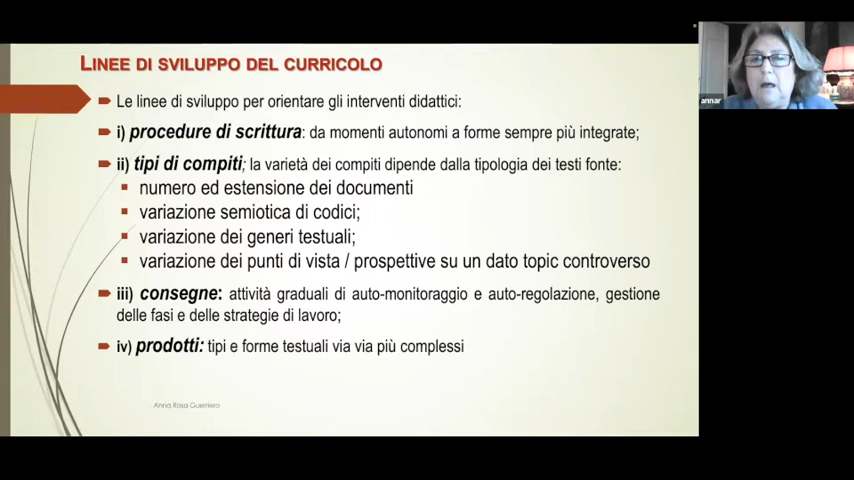 LINEE DI SVILUPPO DEL CURRICOLO
Le linee di sviluppo per orientare gli interventi didattici:
i) procedure di scrittura: da momenti autonomi a forme sempre più integrate;
ii) tipi di compiti; la varietà dei compiti dipende dalla tipologia dei testi fonte:
numero ed estensione dei documenti
variazione semiotica di codici;
variazione dei generi testuali;
variazione dei punti di vista / prospettive su un dato topic controverso
iii) consegne: attività graduali di auto-monitoraggio e auto-regolazione, gestione
delle fasi e delle strategie di lavoro;
iv) prodotti: tipi e forme testuali via via più complessi
Anna Rosa Guerriero